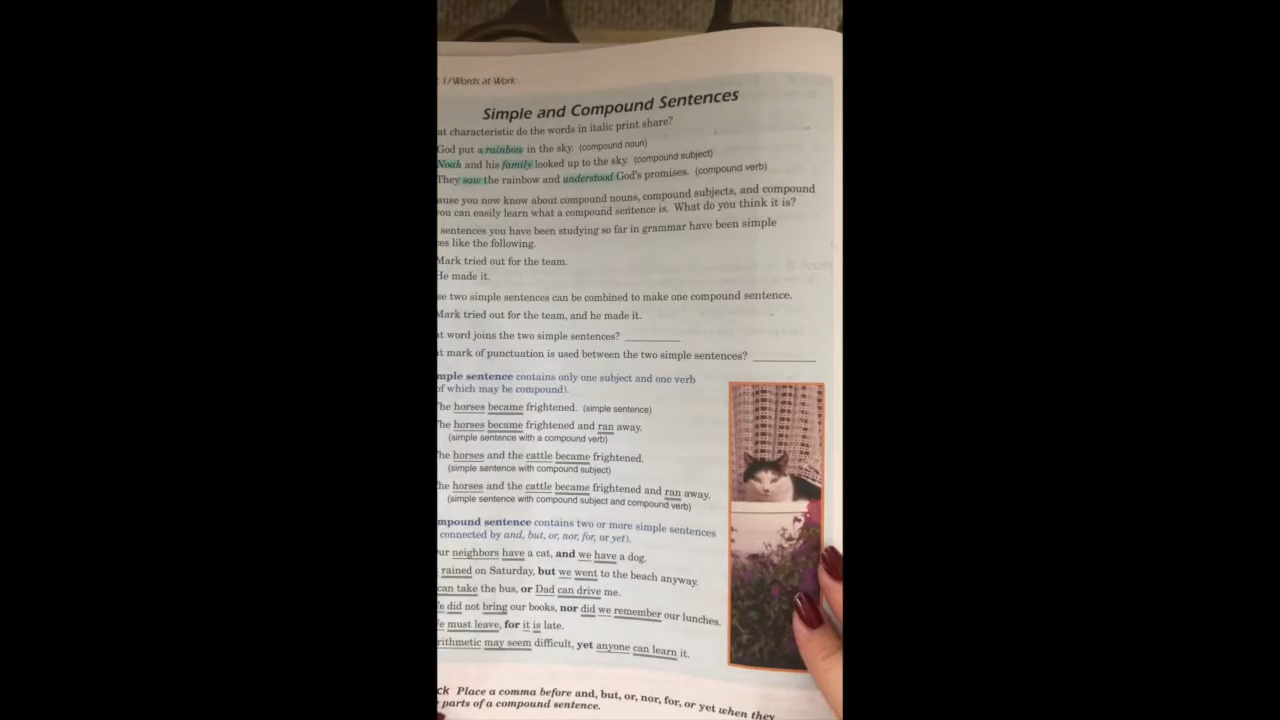 1/Words at Work
Simple and Compound Sentences
at characteristic do the words in italic print share?
God put a rainbow in the sky. (compound noun)
Noah and his family looked up to the sky. (compound subject)
They saw the rainbow and understood God's promises. (compound verb)
ause you now know about compound nouns, compound subjects, and compound
you can easily learn what a compound sentence is. What do you think it is?
sentences you have been studying so far in grammar have been simple
es like the following.
Mark tried out for the team.
He made it.
se two simple sentences can be combined to make one compound sentence.
Mark tried out for the team, and he made it.
at word joins the two simple sentences?
at mark of punctuation is used between the two simple sentences?
mple sentence contains only one subject and one verb
of which may be compound).
The horses became frightened. (simple sentence)
The horses became frightened and ran away.
(simple sentence with a compound verb)
The horses and the cattle became frightened.
(simple sentence with compound subject)
The horses and the cattle became frightened and ran away.
(simple sentence with compound subject and compound verb)
mpound sentence contains two or more simple sentences
connected by and, but, or, nor, for, or yet).
ur neighbors have a cat, and we have a dog.
rained on Saturday, but we went to the beach anyway.
can take the bus, or Dad can drive me.
e did not bring our books, nor did we remember our lunches.
e must leave, for it is late.
rithmetic may seem difficult, yet anyone can learn it.
ck Place a comma before and, but, or, nor, for, or yet when they
parts of a compound sentence.